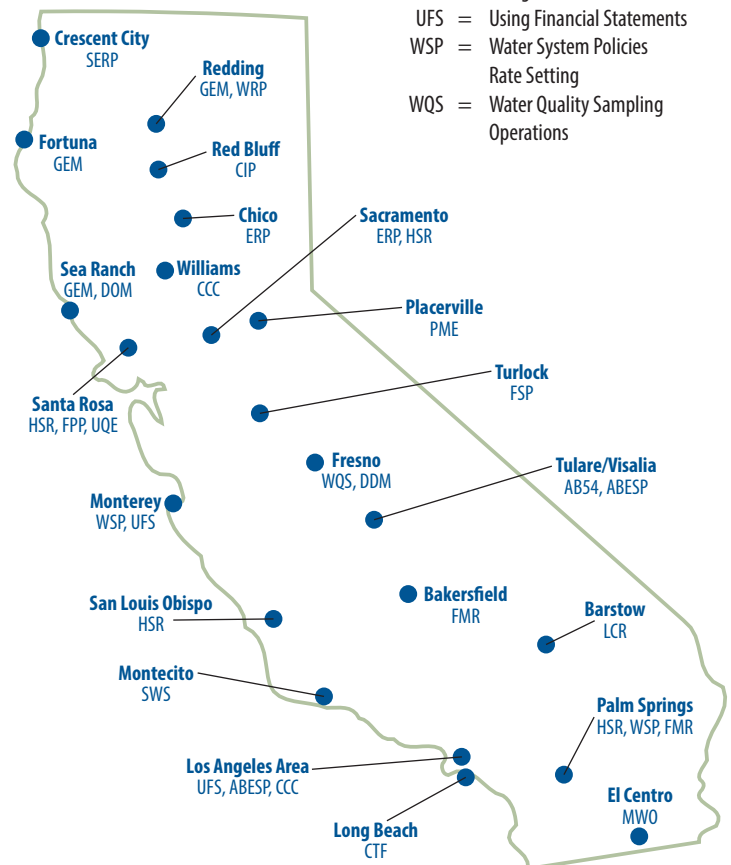 UFS = Using Financial Statements
WSP = Water System Policies
Rate Setting
WQS = Water Quality Sampling
Operations
Crescent City
SERP
Redding
GEM, WRP
Fortuna
GEM
Red Bluff
CIP
Chico
ERP
Sacramento
ERP, HSR
Sea Ranch
GEM, DOM
Williams
CCC
Placerville
PME
Turlock
FSP
Santa Rosa
HSR, FPP, UQE
Fresno
WQS, DDM
Tulare/Visalia
AB54, ABESP
Monterey
WSP, UFS
San Louis Obispo
HSR
Bakersfield
FMR
Barstow
LCR
Montecito
SWS
Palm Springs
HSR, WSP, FMR
Los Angeles Area
UFS, ABESP, CCC
El Centro
MWO
Long Beach
CTF